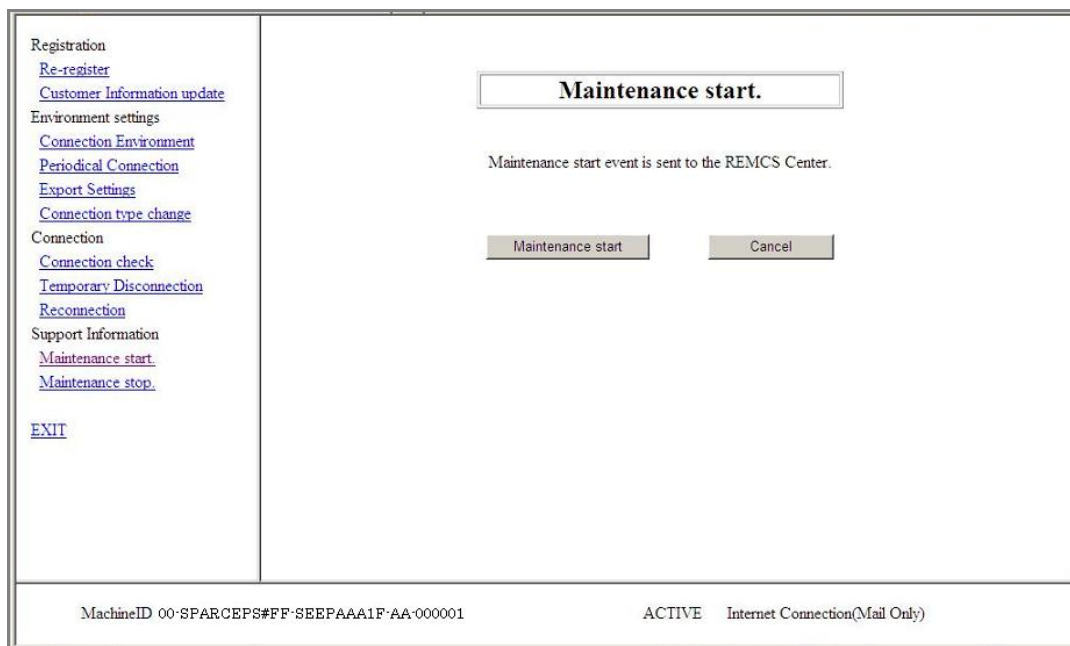 Registration
Re-register
Customer Information update
Environment settings
Connection Environment
Periodical Connection
Export Settings
Connection type change
Connection
Connection check
Temporary Disconnection
Reconnection
Support Information
Maintenance start.
Maintenance stop.
EXIT
Maintenance start.
Maintenance start event is sent to the REMCS Center.
Maintenance start Cancel
MachineID 00-SPARCEPS#FF-SEEPAAA1F-AA-000001 ACTIVE Internet Connection(Mail Only)